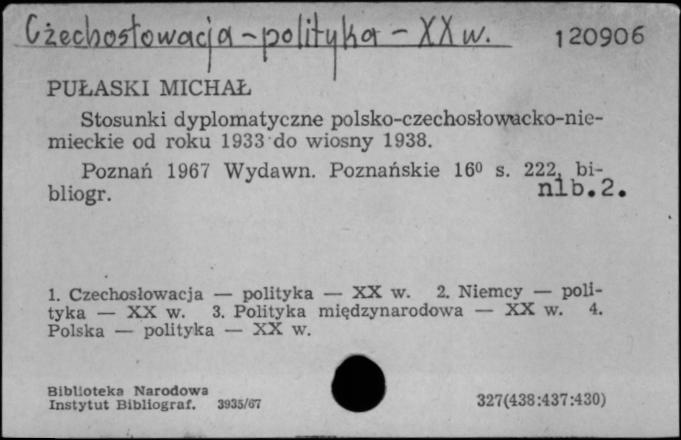 Czechosłowacja - polityka - XX w. 120906
PUŁASKI MICHAŁ
Stosunki dyplomatyczne polsko-czechosłowacko-nie-
mieckie od roku 1933 do wiosny 1938.
Poznań 1967 Wydawn. Poznańskie 16⁰ s. 222, bi-
bliogr. nlb.2.
1. Czechosłowacja — polityka — XX w. 2. Niemcy — poli-
tyka — XX w. 3. Polityka międzynarodowa — XX w. 4.
Polska — polityka — XX w.
Biblioteka Narodowa
Instytut Bibliograf. 3935/67 327(438:437:430)